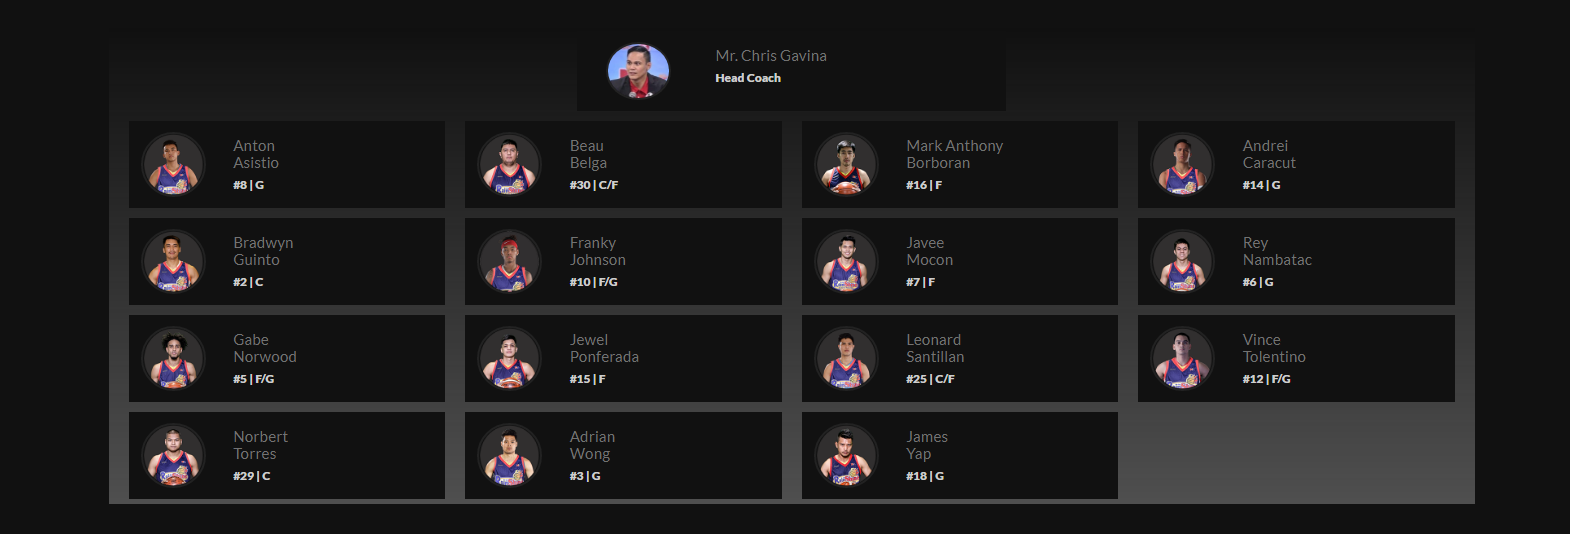 Mr. Chris Gavina
Head Coach
Anton
Asistio
#8 | G
Beau
Belga
#30 | C/F
Mark Anthony
Borboran
#16 | F
Andrei
Caracut
#14 | G
Bradwyn
Guinto
#2 | C
Franky
Johnson
#10 | F/G
Javee
Mocon
#7 | F
Rey
Nambatac
#6 | G
Gabe
Norwood
#5 | F/G
Jewel
Ponferada
#15 | F
Leonard
Santillan
#25 | C/F
Vince
Tolentino
#12 | F/G
Norbert
Torres
#29 | C
Adrian
Wong
#3 | G
James
Yap
#18 | G